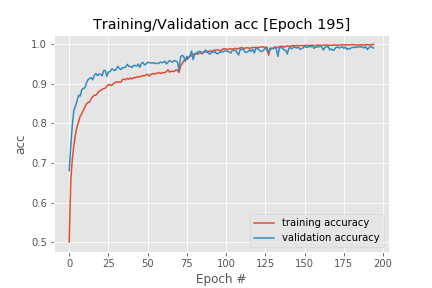 Training/Validation acc [Epoch 195]
1.0
0.9
0.8
0.7
0.6
0.5
acc
training accuracy
validation accuracy
0 25 50 75 100 125 150 175 200
Epoch #